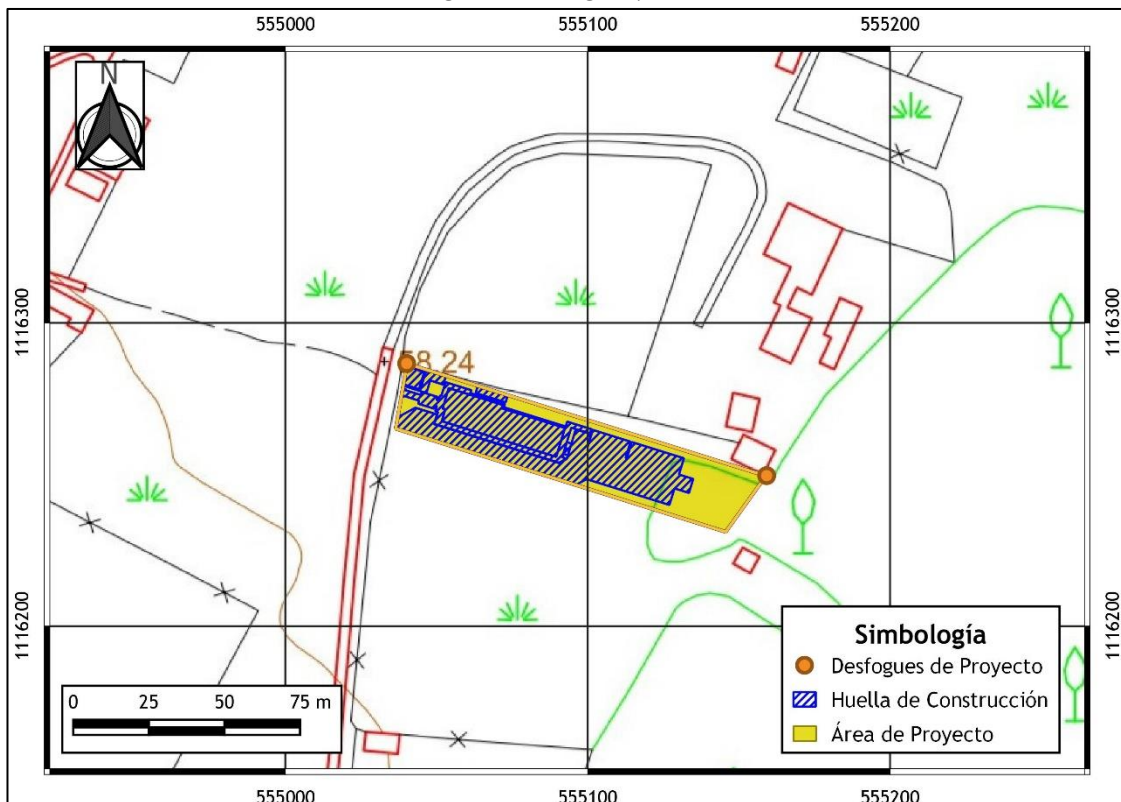 555000 555100 555200
N
1116300 1116300
58.24
1116200 1116200
Simbología
Desfogues de Proyecto
Huella de Construcción
Área de Proyecto
0 25 50 75 m
555000 555100 555200